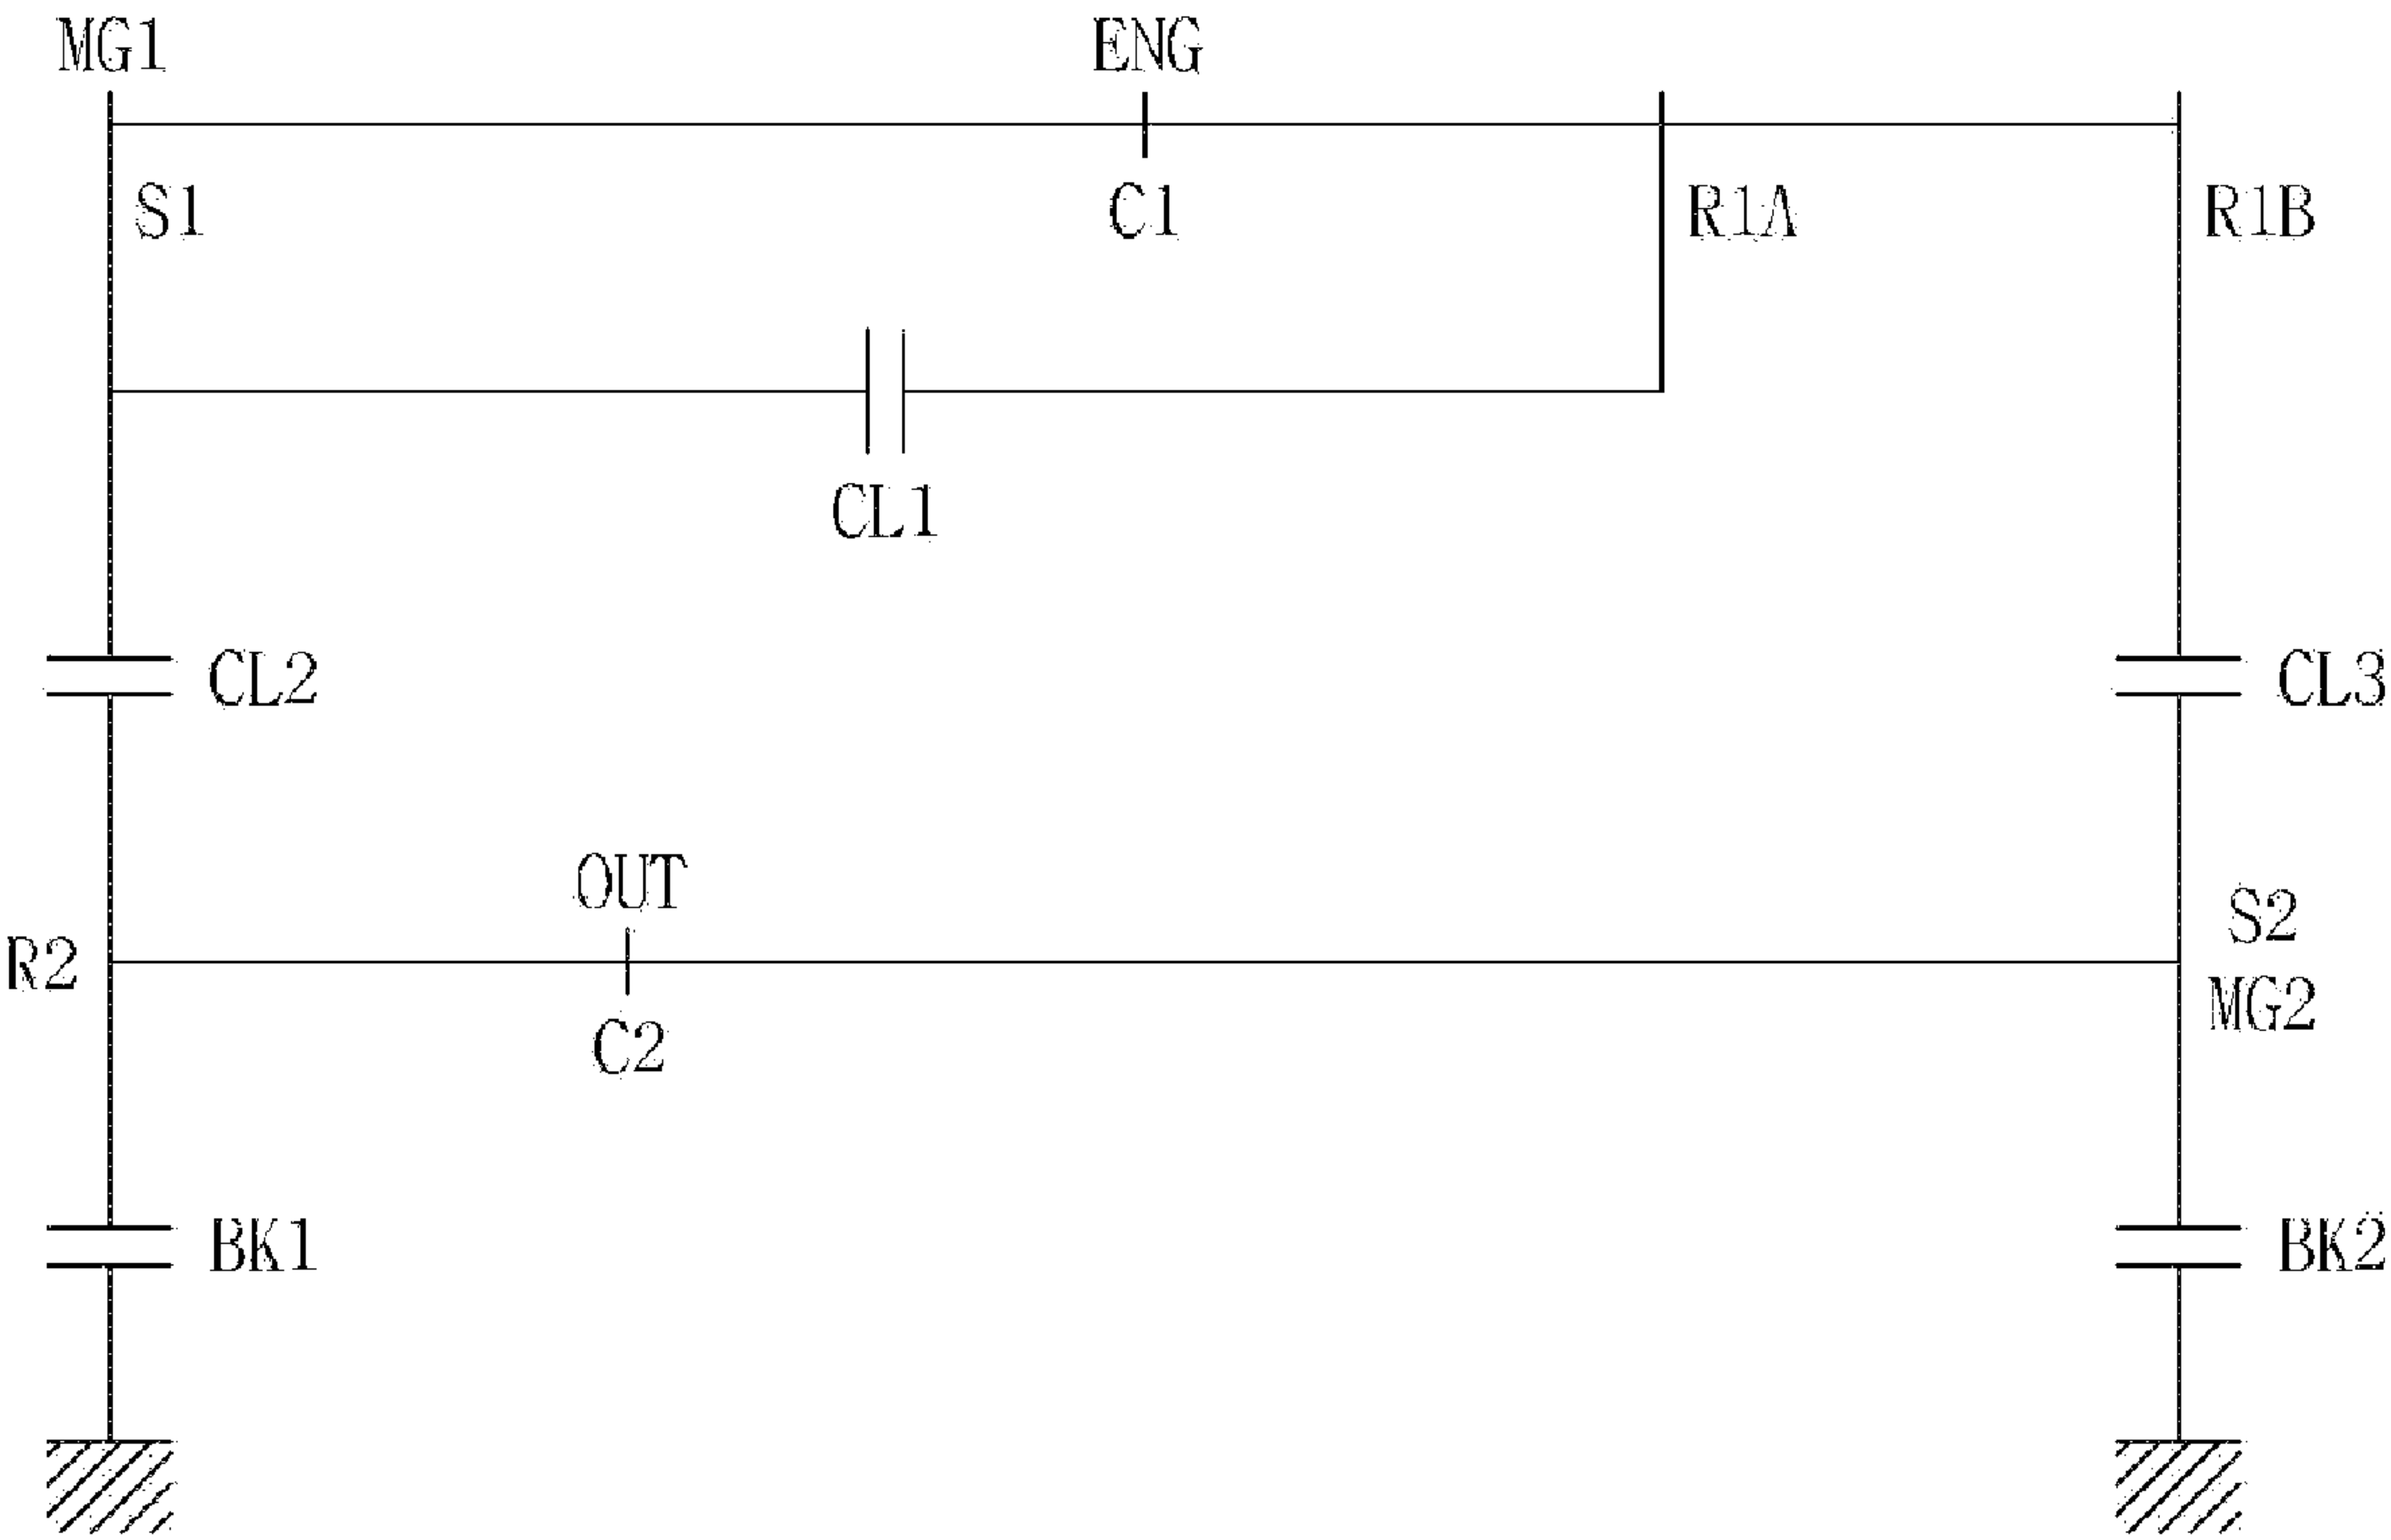 MG1
ENG
S1
C1
R1A
R1B
CL1
CL2
CL3
OUT
S2
R2
MG2
C2
BK1
BK2